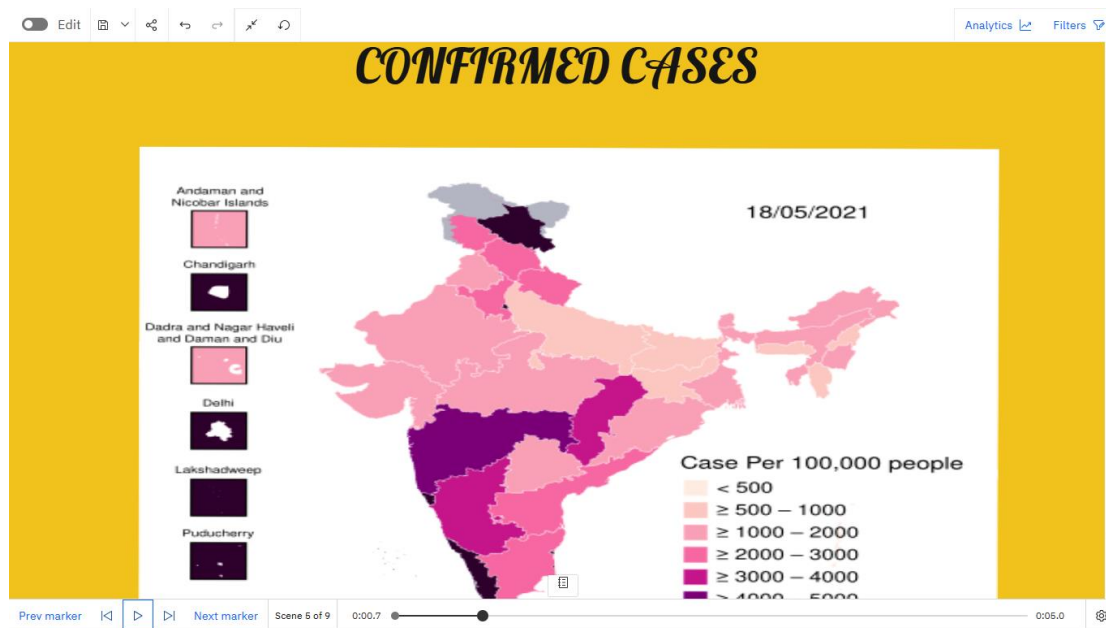 Edit
Analytics
Filters
CONFIRMED CASES
Andaman and
Nicobar Islands
18/05/2021
Chandigarh
Dadra and Nagar Haveli
and Daman and Diu
Delhi
Lakshadweep
Puducherry
Case Per 100,000 people
< 500
≥ 500 – 1000
≥ 1000 – 2000
≥ 2000 – 3000
≥ 3000 – 4000
≥ 4000 – 5000
Prev marker
Next marker
Scene 5 of 9
0:00.7
0:05.0